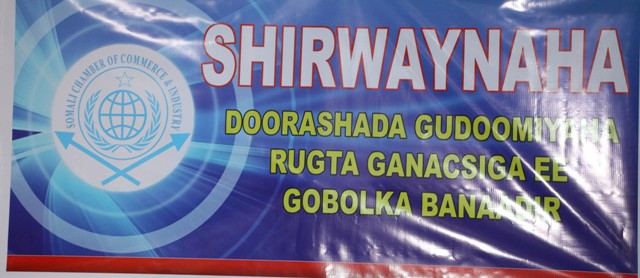 SOMALI CHAMBER OF COMMERCE & INDUSTRY
SHIRWAYNAHA
DOORASHADA GUDOOMIYAHA
RUGTA GANACSIGA EE
GOBOLKA BANAADIR